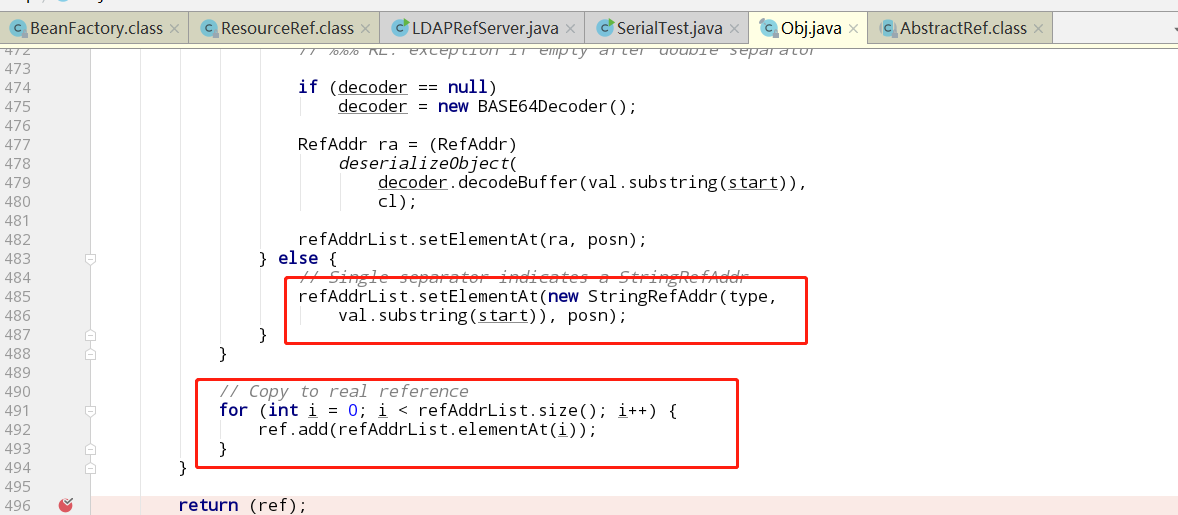 BeanFactory.class × ResourceRef.class × LDAPRefServer.java × SerialTest.java × Obj.java × AbstractRef.class ×
472 // %%% RL: exception if empty after double separator
473
474 if (decoder == null)
475 decoder = new BASE64Decoder();
476
477 RefAddr ra = (RefAddr)
478 deserializeObject(
479 decoder.decodeBuffer(val.substring(start)),
480 cl);
481
482 refAddrList.setElementAt(ra, posn);
483 } else {
484 // Single separator indicates a StringRefAddr
485 refAddrList.setElementAt(new StringRefAddr(type,
486 val.substring(start)), posn);
487 }
488 }
489
490 // Copy to real reference
491 for (int i = 0; i < refAddrList.size(); i++) {
492 ref.add(refAddrList.elementAt(i));
493 }
494 }
495
496 return (ref);